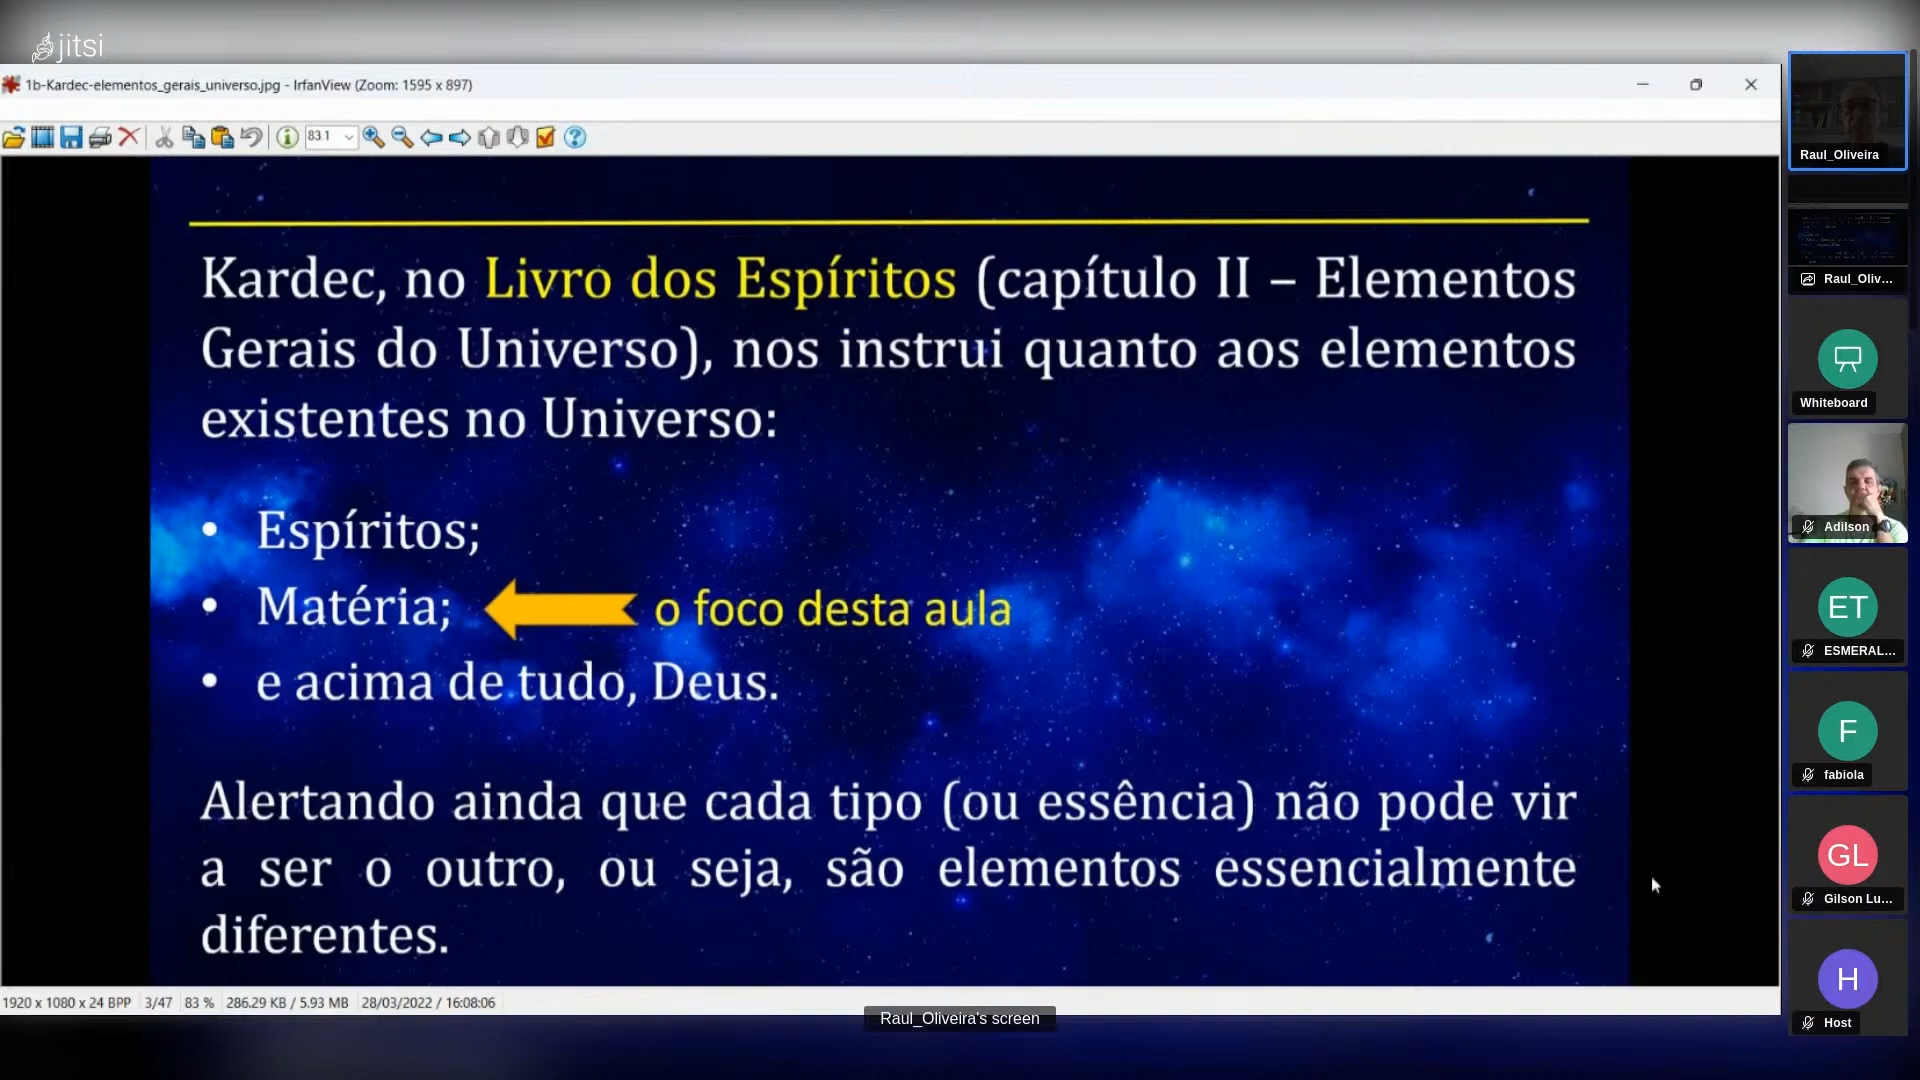 jitsi
1b-Kardec-elementos_gerais_universo.jpg - IrfanView (Zoom: 1595 x 897)
83.1
Kardec, no Livro dos Espíritos (capítulo II – Elementos
Gerais do Universo), nos instrui quanto aos elementos
existentes no Universo:
• Espíritos;
• Matéria; o foco desta aula
• e acima de tudo, Deus.
Alertando ainda que cada tipo (ou essência) não pode vir
a ser o outro, ou seja, são elementos essencialmente
diferentes.
1920 x 1080 x 24 BPP 3/47 83 % 286.29 KB / 5.93 MB 28/03/2022 / 16:08:06
Raul_Oliveira's screen
Raul_Oliveira
Raul_Oliv...
Whiteboard
Adilson
ET
ESMERAL...
F
fabiola
GL
Gilson Lu...
H
Host